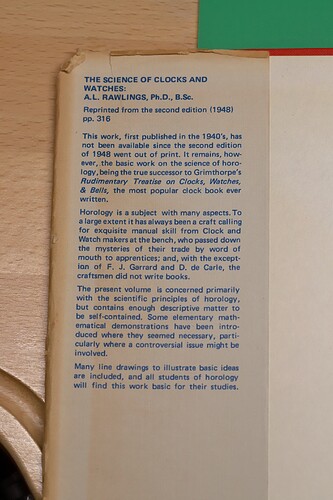 THE SCIENCE OF CLOCKS AND
WATCHES:
A.L. RAWLINGS, Ph.D., B.Sc.
Reprinted from the second edition (1948)
pp. 316
This work, first published in the 1940's, has
not been available since the second edition
of 1948 went out of print. It remains, how-
ever, the basic work on the science of horo-
logy, being the true successor to Grimthorpe's
Rudimentary Treatise on Clocks, Watches,
& Bells, the most popular clock book ever
written.
Horology is a subject with many aspects. To
a large extent it has always been a craft calling
for exquisite manual skill from Clock and
Watch makers at the bench, who passed down
the mysteries of their trade by word of
mouth to apprentices; and, with the except-
ion of F. J. Garrard and D. de Carle, the
craftsmen did not write books.
The present volume is concerned primarily
with the scientific principles of horology,
but contains enough descriptive matter to
be self-contained. Some elementary math-
ematical demonstrations have been intro-
duced where they seemed necessary, parti-
cularly where a controversial issue might be
involved.
Many line drawings to illustrate basic ideas
are included, and all students of horology
will find this work basic for their studies.